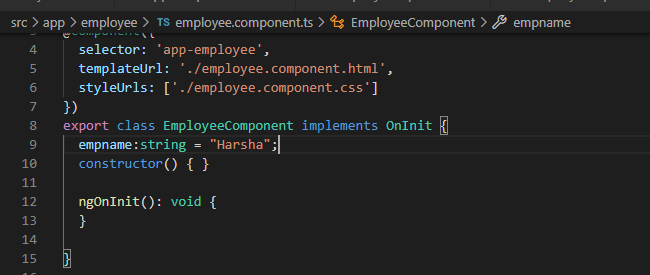 src > app > employee > TS employee.component.ts > EmployeeComponent > empname
@Component({
4 selector: 'app-employee',
5 templateUrl: './employee.component.html',
6 styleUrls: ['./employee.component.css']
7 })
8 export class EmployeeComponent implements OnInit {
9 empname:string = "Harsha";
10 constructor() { }
11
12 ngOnInit(): void {
13 }
14
15 }